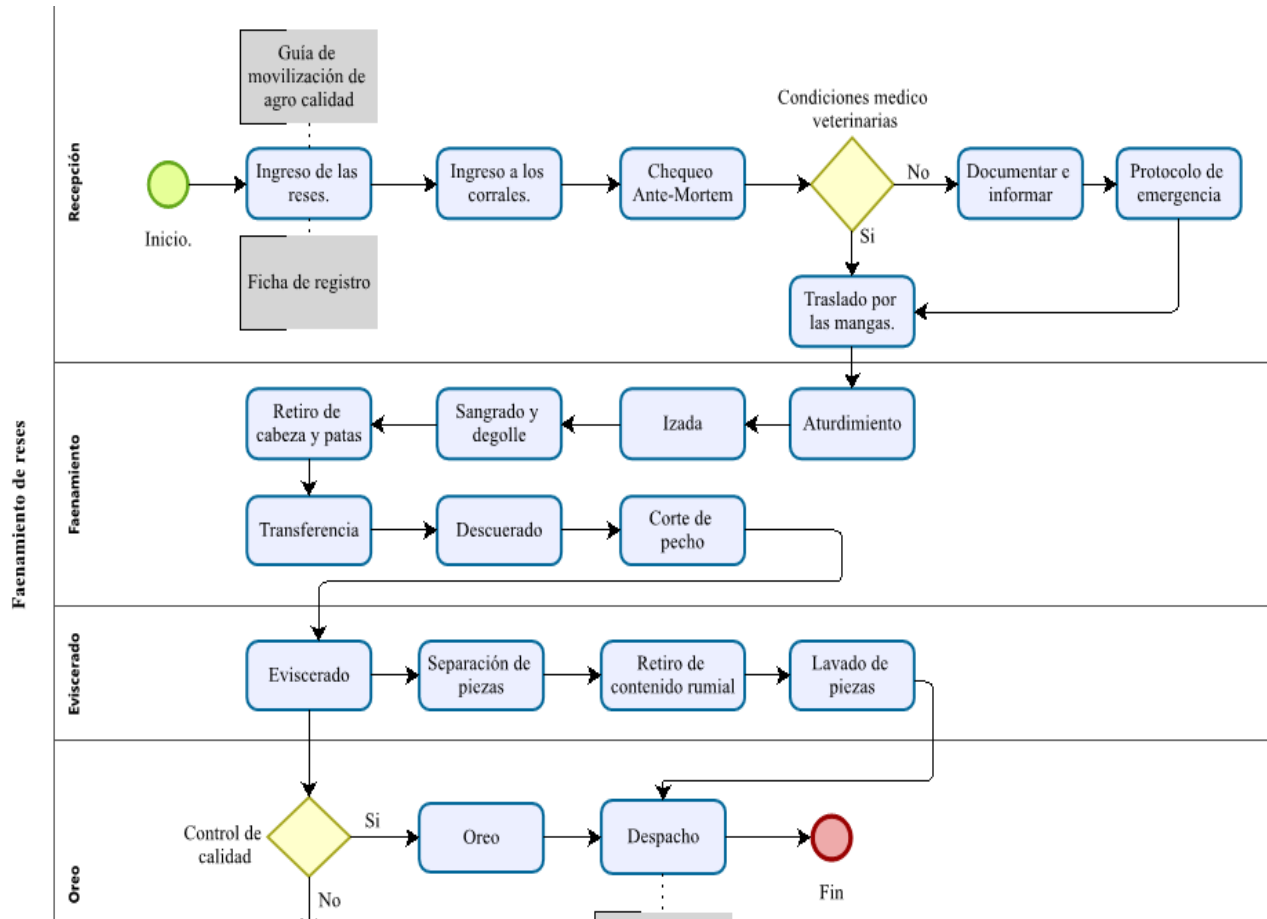 Faenamiento de reses
Recepción
Guía de
movilización de
agro calidad
Condiciones medico
veterinarias
Inicio.
Ingreso de las
reses.
Ingreso a los
corrales.
Chequeo
Ante-Mortem
No
Documentar e
informar
Protocolo de
emergencia
Si
Ficha de registro
Traslado por
las mangas.
Faenamiento
Retiro de
cabeza y patas
Sangrado y
degolle
Izada
Aturdimiento
Transferencia
Descuerado
Corte de
pecho
Eviscerado
Eviscerado
Separación de
piezas
Retiro de
contenido rumial
Lavado de
piezas
Oreo
Control de
calidad
Si
Oreo
Despacho
Fin
No